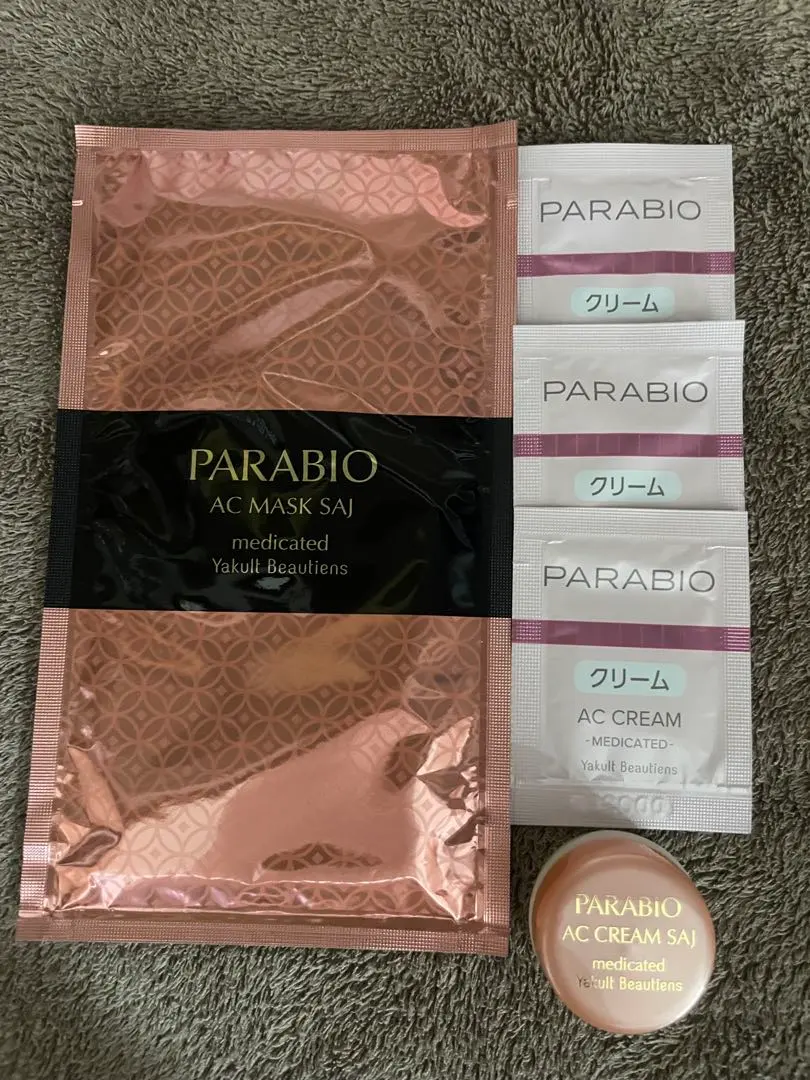 PARABIO
AC MASK SAJ
medicated
Yakult Beautiens
PARABIO
クリーム
PARABIO
クリーム
PARABIO
クリーム
AC CREAM
-MEDICATED-
Yakult Beautiens
PARABIO
AC CREAM SAJ
medicated
Yakult Beautiens